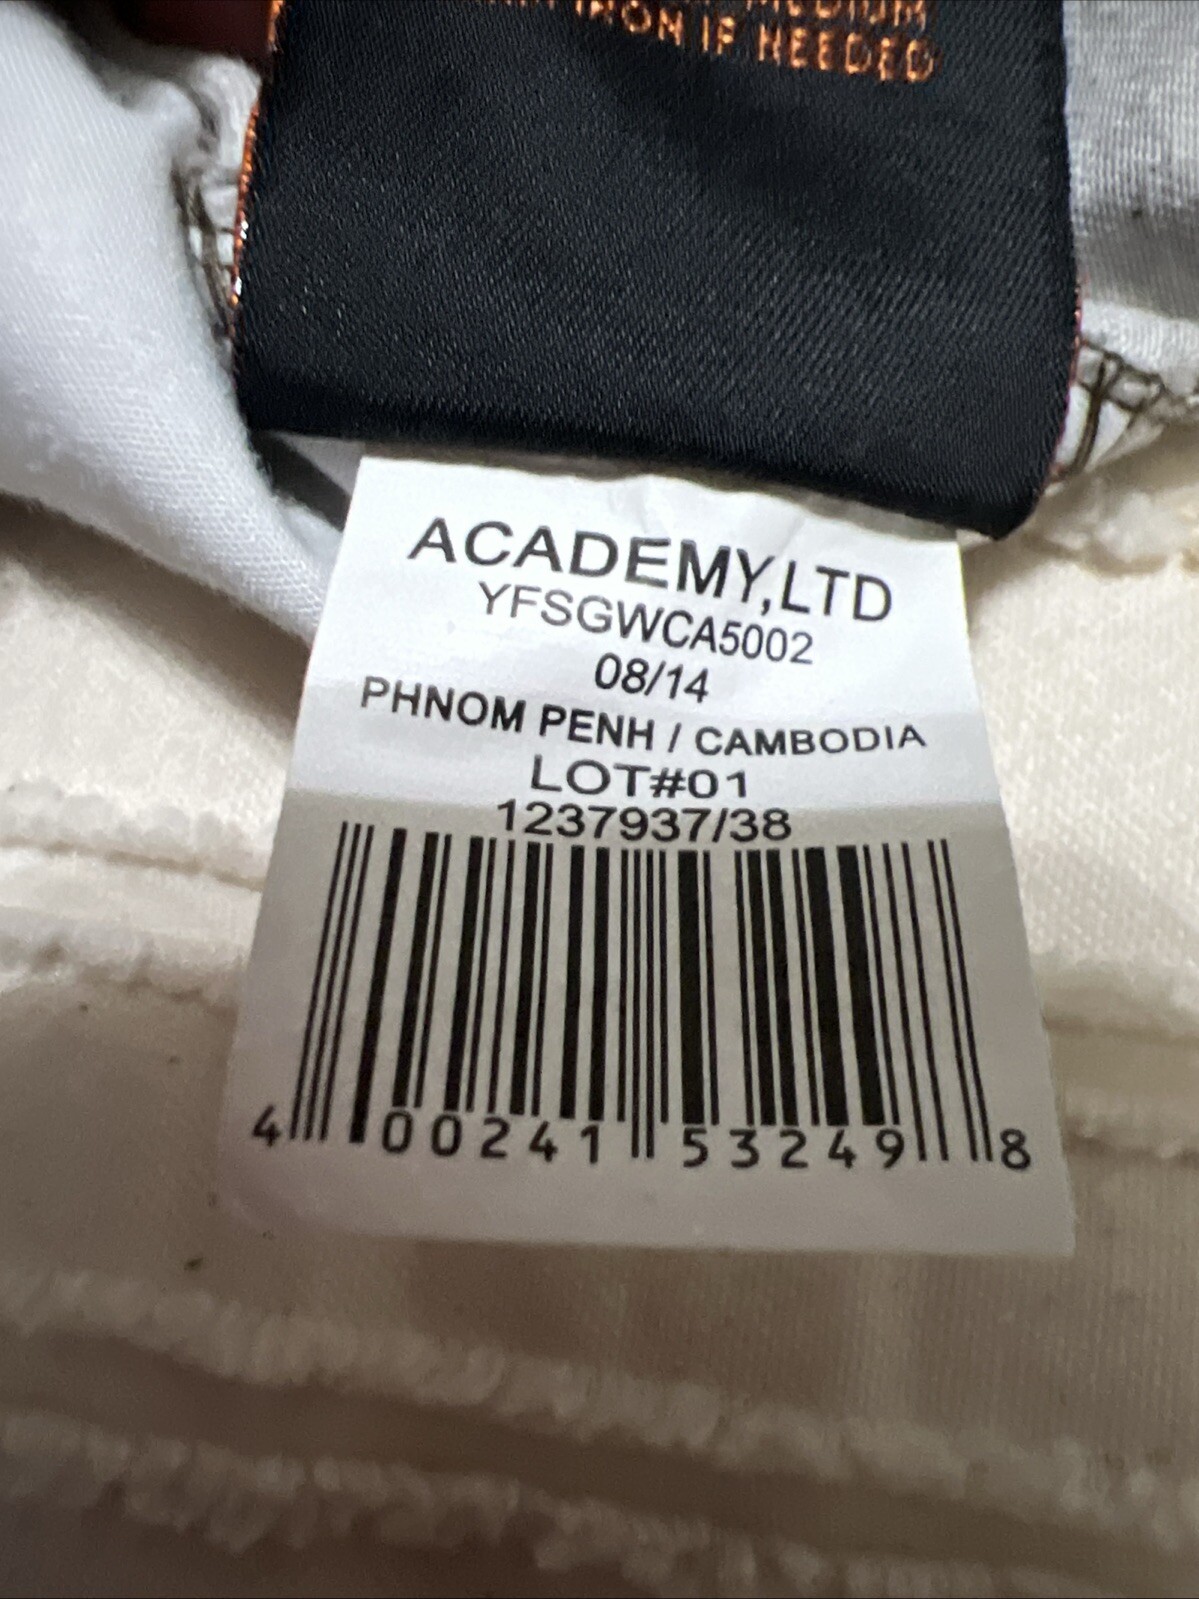 MEDIUM
IRON IF NEEDED
ACADEMY,LTD
YFSGWCA5002
08/14
PHNOM PENH / CAMBODIA
LOT#01
1237937/38
4 00241 53249 8